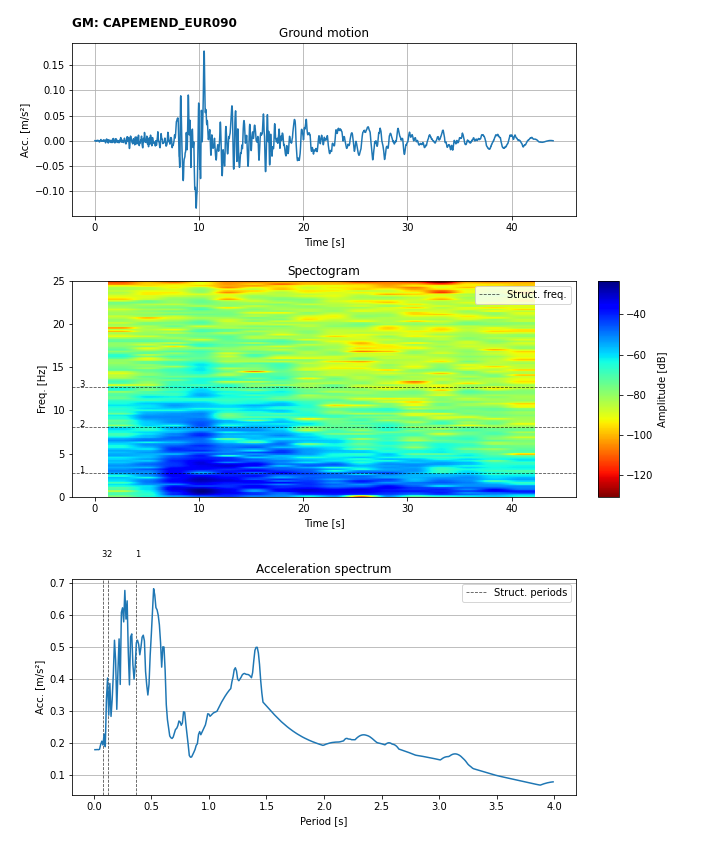 GM: CAPEMEND_EUR090
Ground motion
0.15
0.10
0.05
0.00
−0.05
−0.10
Acc. [m/s²]
0 10 20 30 40
Time [s]
Spectogram
25
20
15
10
5
0
Freq. [Hz]
Struct. freq.
3
2
1
0 10 20 30 40
Time [s]
−40
−60
−80
−100
−120
Amplitude [dB]
32 1
Acceleration spectrum
0.7
0.6
0.5
0.4
0.3
0.2
0.1
Acc. [m/s²]
Struct. periods
0.0 0.5 1.0 1.5 2.0 2.5 3.0 3.5 4.0
Period [s]